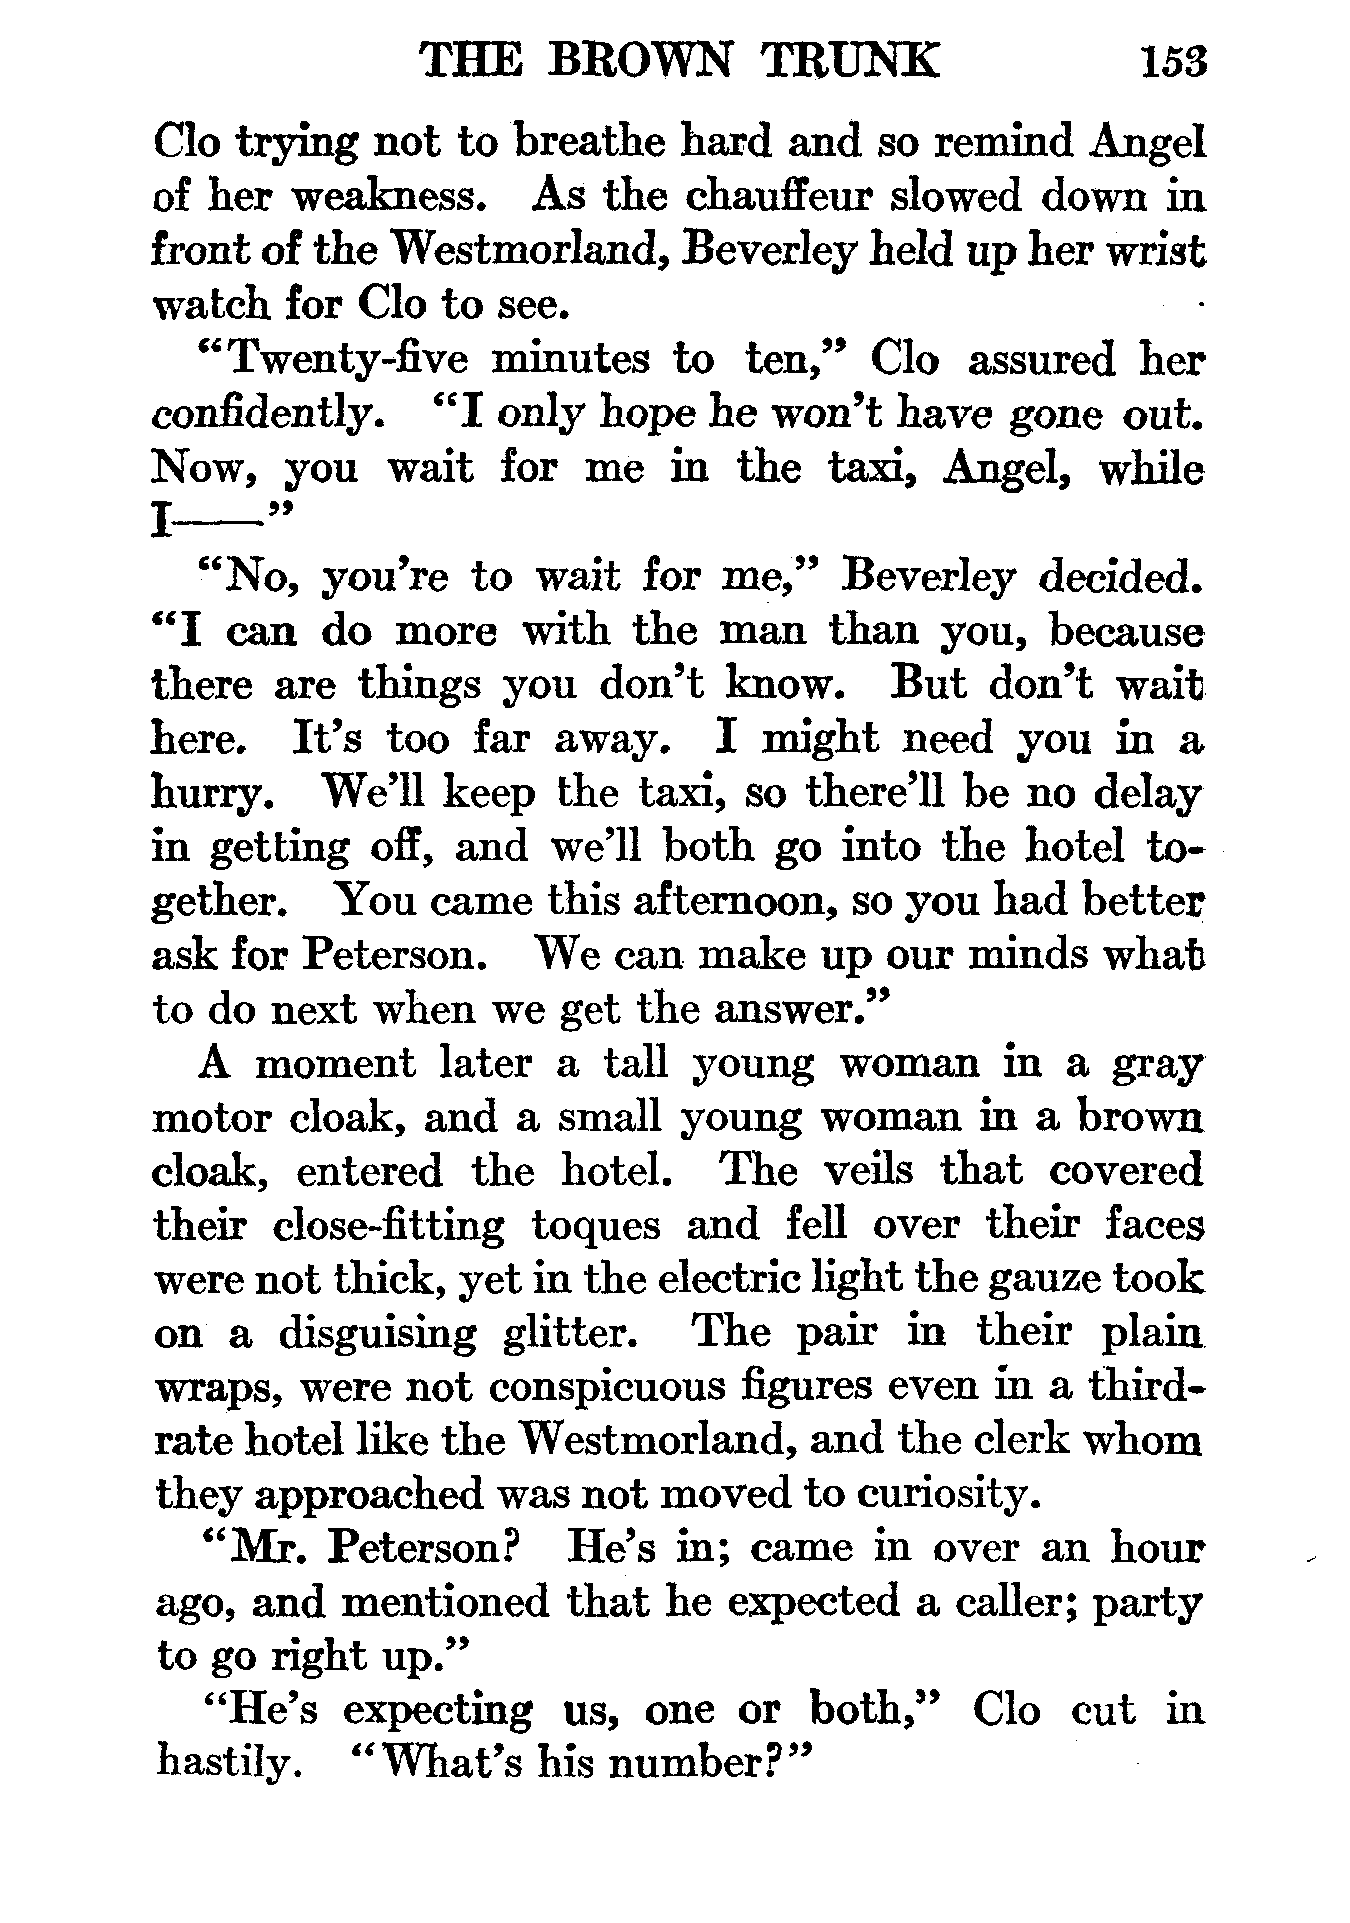 THE BROWN TRUNK 153
Clo trying not to breathe hard and so remind Angel
of her weakness. As the chauffeur slowed down in
front of the Westmorland, Beverley held up her wrist
watch for Clo to see.
“Twenty-five minutes to ten,” Clo assured her
confidently. “I only hope he won’t have gone out.
Now, you wait for me in the taxi, Angel, while
I——”
“No, you’re to wait for me,” Beverley decided.
“I can do more with the man than you, because
there are things you don’t know. But don’t wait
here. It’s too far away. I might need you in a
hurry. We’ll keep the taxi, so there’ll be no delay
in getting off, and we’ll both go into the hotel to-
gether. You came this afternoon, so you had better
ask for Peterson. We can make up our minds what
to do next when we get the answer.”
A moment later a tall young woman in a gray
motor cloak, and a small young woman in a brown
cloak, entered the hotel. The veils that covered
their close-fitting toques and fell over their faces
were not thick, yet in the electric light the gauze took
on a disguising glitter. The pair in their plain
wraps, were not conspicuous figures even in a third-
rate hotel like the Westmorland, and the clerk whom
they approached was not moved to curiosity.
“Mr. Peterson? He’s in; came in over an hour
ago, and mentioned that he expected a caller; party
to go right up.”
“He’s expecting us, one or both,” Clo cut in
hastily. “What’s his number?”